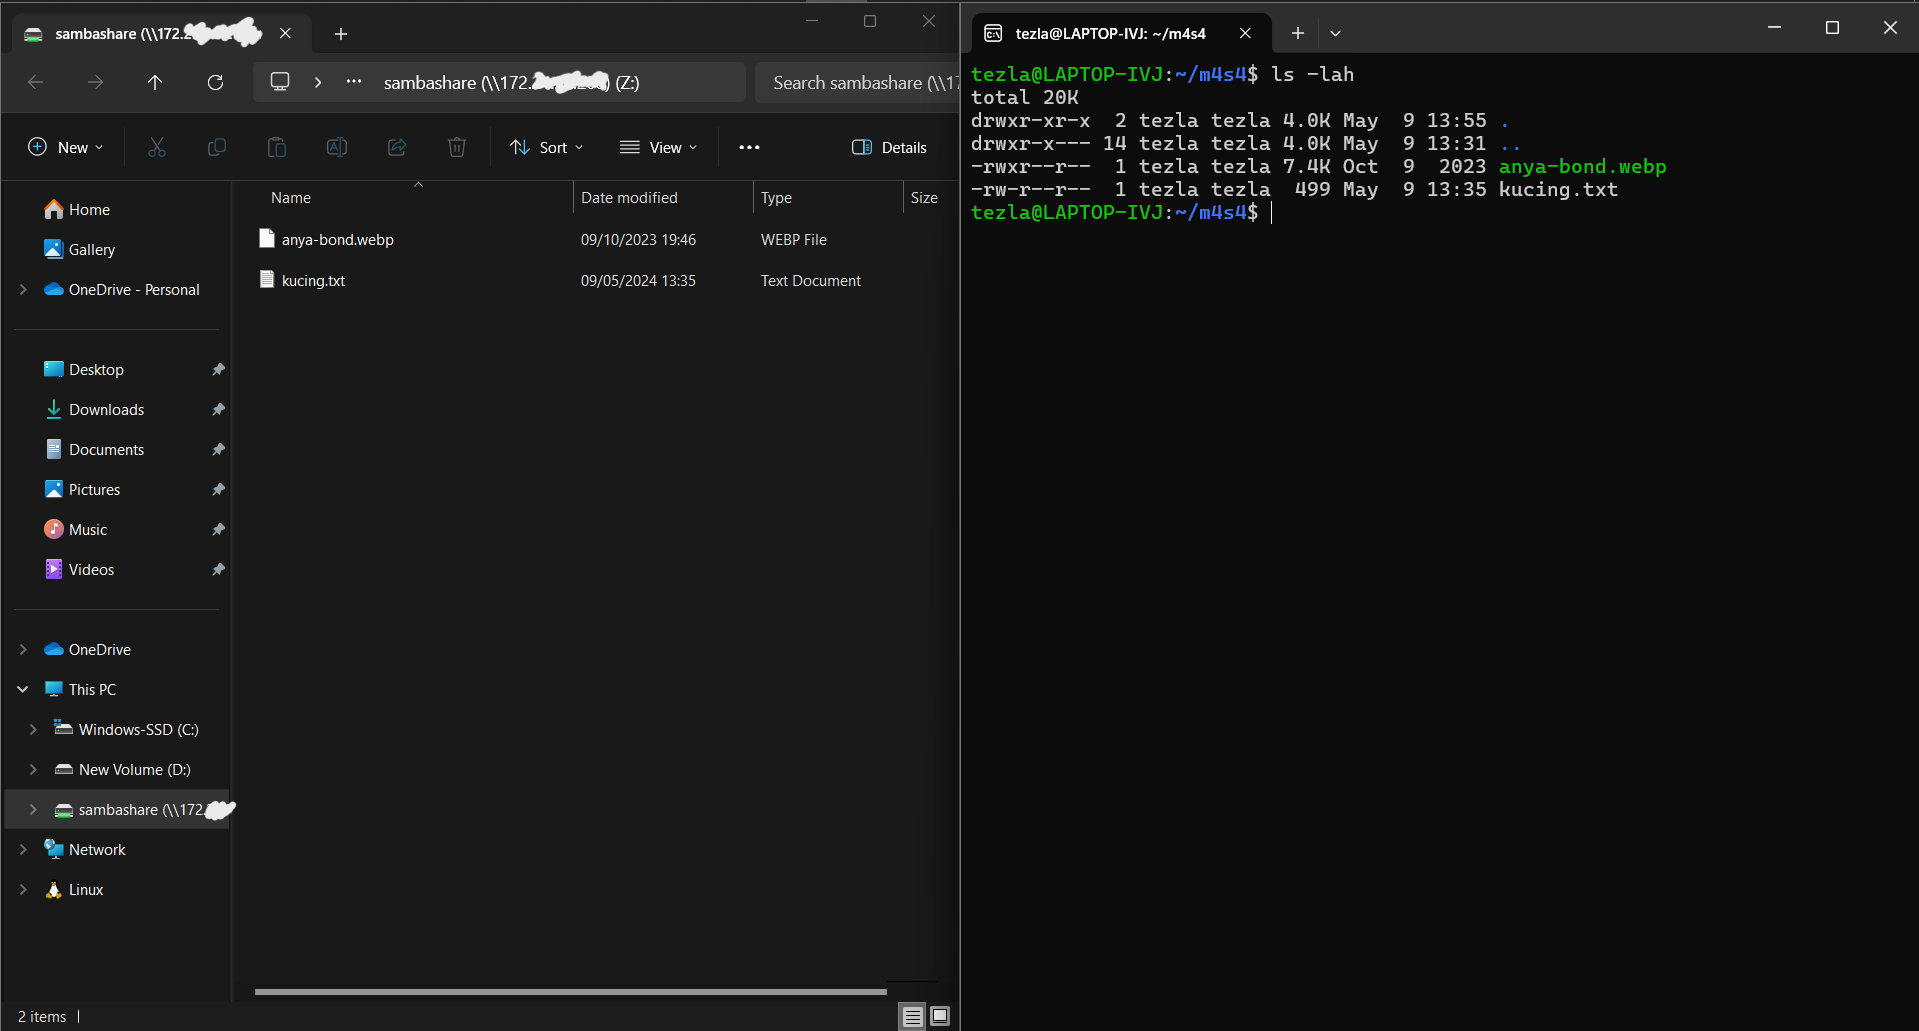 sambashare (\\172.2
sambashare (\\172. (Z:)
Search sambashare (\\17
New
Sort
View
Details
Home
Gallery
OneDrive - Personal
Desktop
Downloads
Documents
Pictures
Music
Videos
OneDrive
This PC
Windows-SSD (C:)
New Volume (D:)
sambashare (\\172.
Network
Linux
Name Date modified Type Size
anya-bond.webp 09/10/2023 19:46 WEBP File
kucing.txt 09/05/2024 13:35 Text Document
2 items
tezla@LAPTOP-IVJ: ~/m4s4
tezla@LAPTOP-IVJ:~/m4s4$ ls -lah
total 20K
drwxr-xr-x 2 tezla tezla 4.0K May 9 13:55 .
drwxr-x--- 14 tezla tezla 4.0K May 9 13:31 ..
-rwxr--r-- 1 tezla tezla 7.4K Oct 9 2023 anya-bond.webp
-rw-r--r-- 1 tezla tezla 499 May 9 13:35 kucing.txt
tezla@LAPTOP-IVJ:~/m4s4$